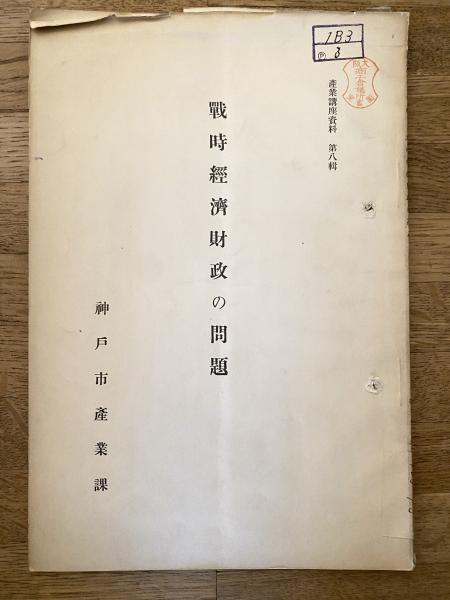 1B3
P 3
産業講座資料 第八輯
戰時經濟財政の問題
神戸市産業課